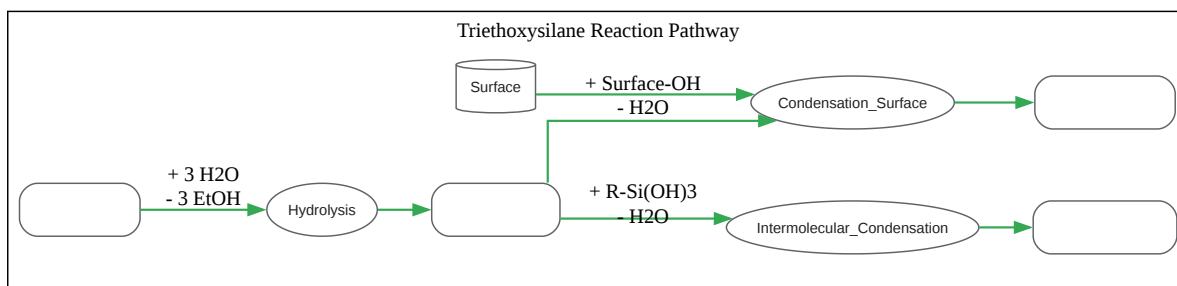 Triethoxysilane Reaction Pathway
Surface
+ Surface-OH
- H2O
Condensation_Surface
+ 3 H2O
- 3 EtOH
Hydrolysis
+ R-Si(OH)3
- H2O
Intermolecular_Condensation